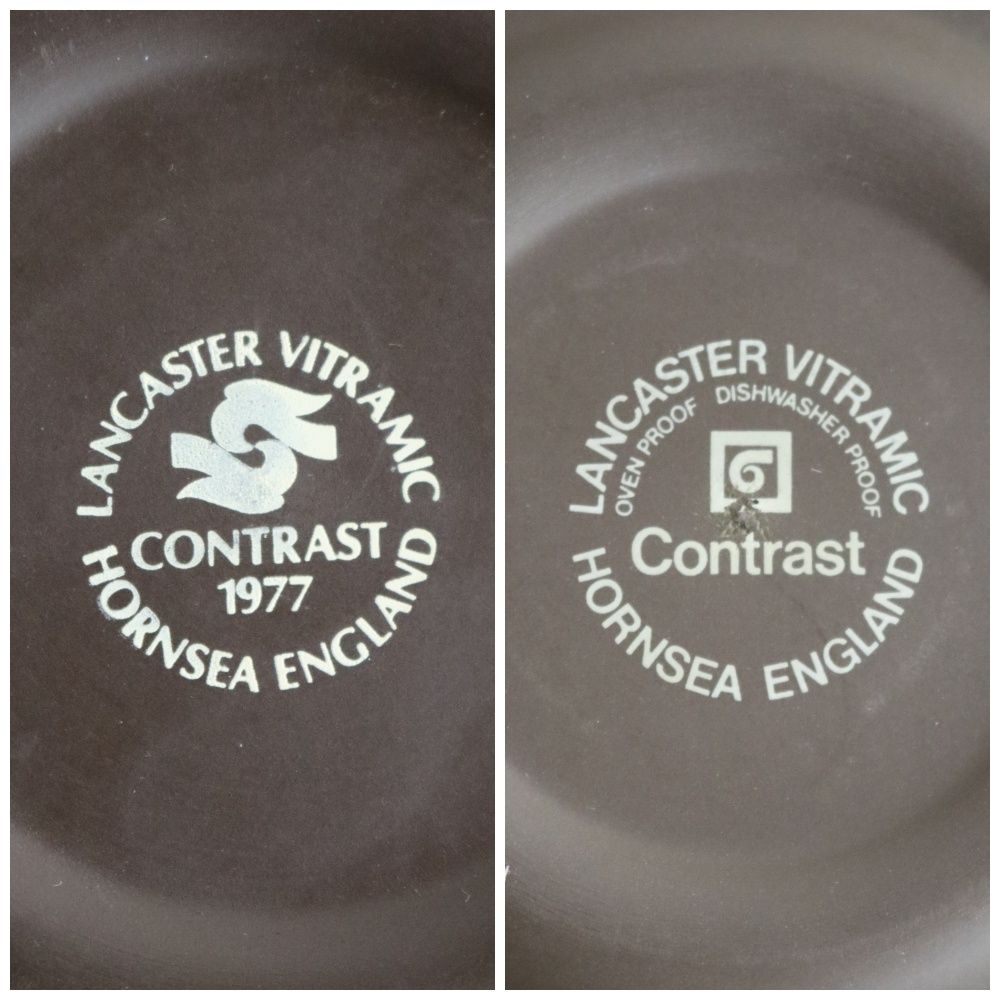 LANCASTER VITRAMIC
CONTRAST
1977
HORNSEA ENGLAND
LANCASTER VITRAMIC
OVEN PROOF DISHWASHER PROOF
Contrast
HORNSEA ENGLAND